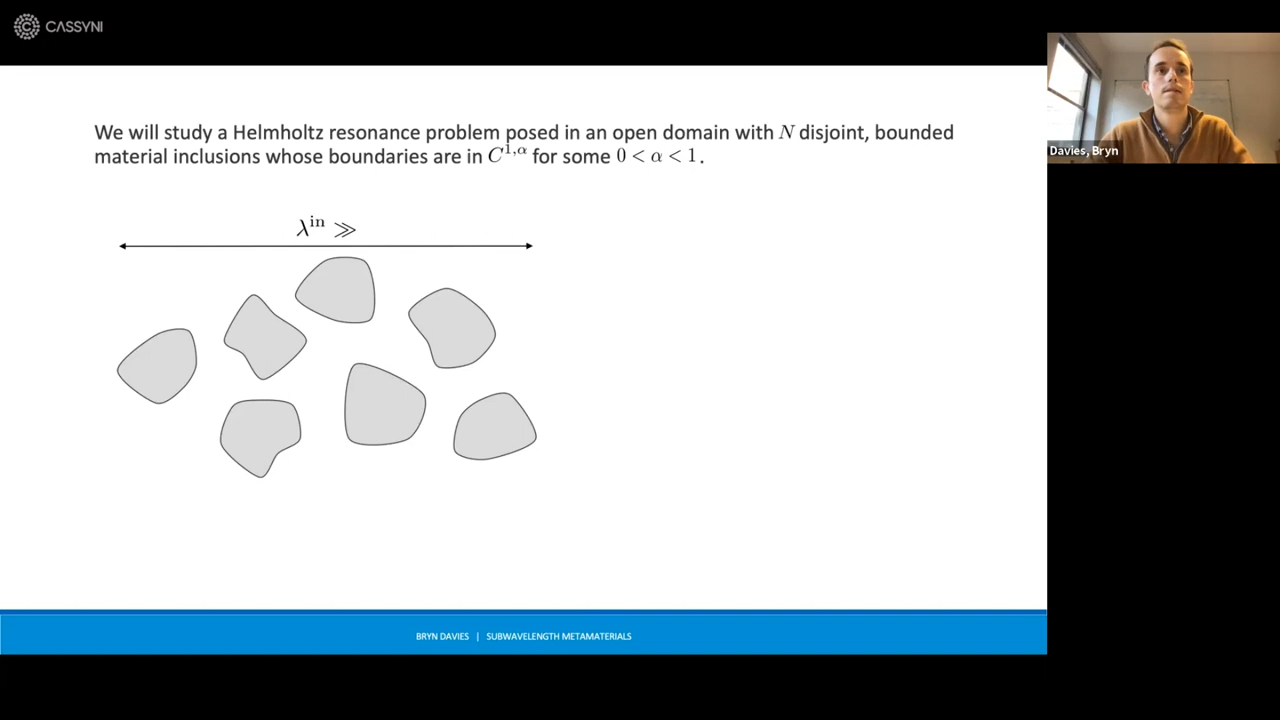 CASSYNI
We will study a Helmholtz resonance problem posed in an open domain with N disjoint, bounded
material inclusions whose boundaries are in C^{1,α} for some 0 < α < 1.
λ^{in} ≫
Davies, Bryn
BRYN DAVIES | SUBWAVELENGTH METAMATERIALS